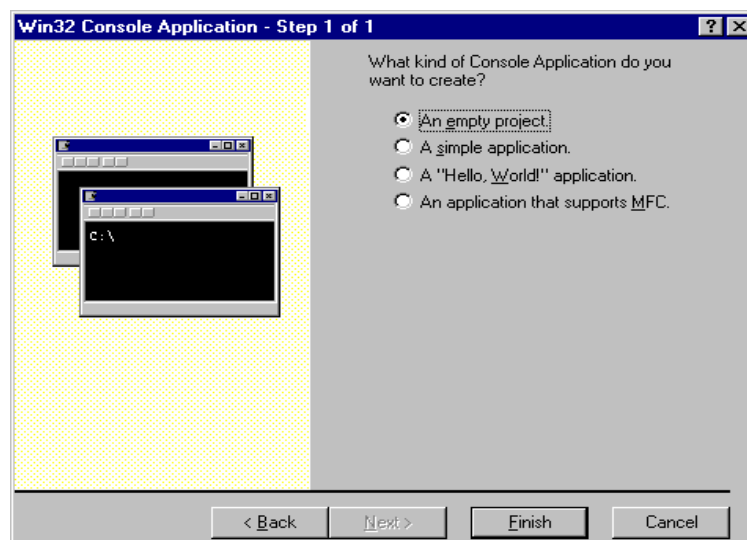 Win32 Console Application - Step 1 of 1
What kind of Console Application do you
want to create?
An empty project.
A simple application.
A "Hello, World!" application.
An application that supports MFC.
C:\
< Back
Next >
Finish
Cancel